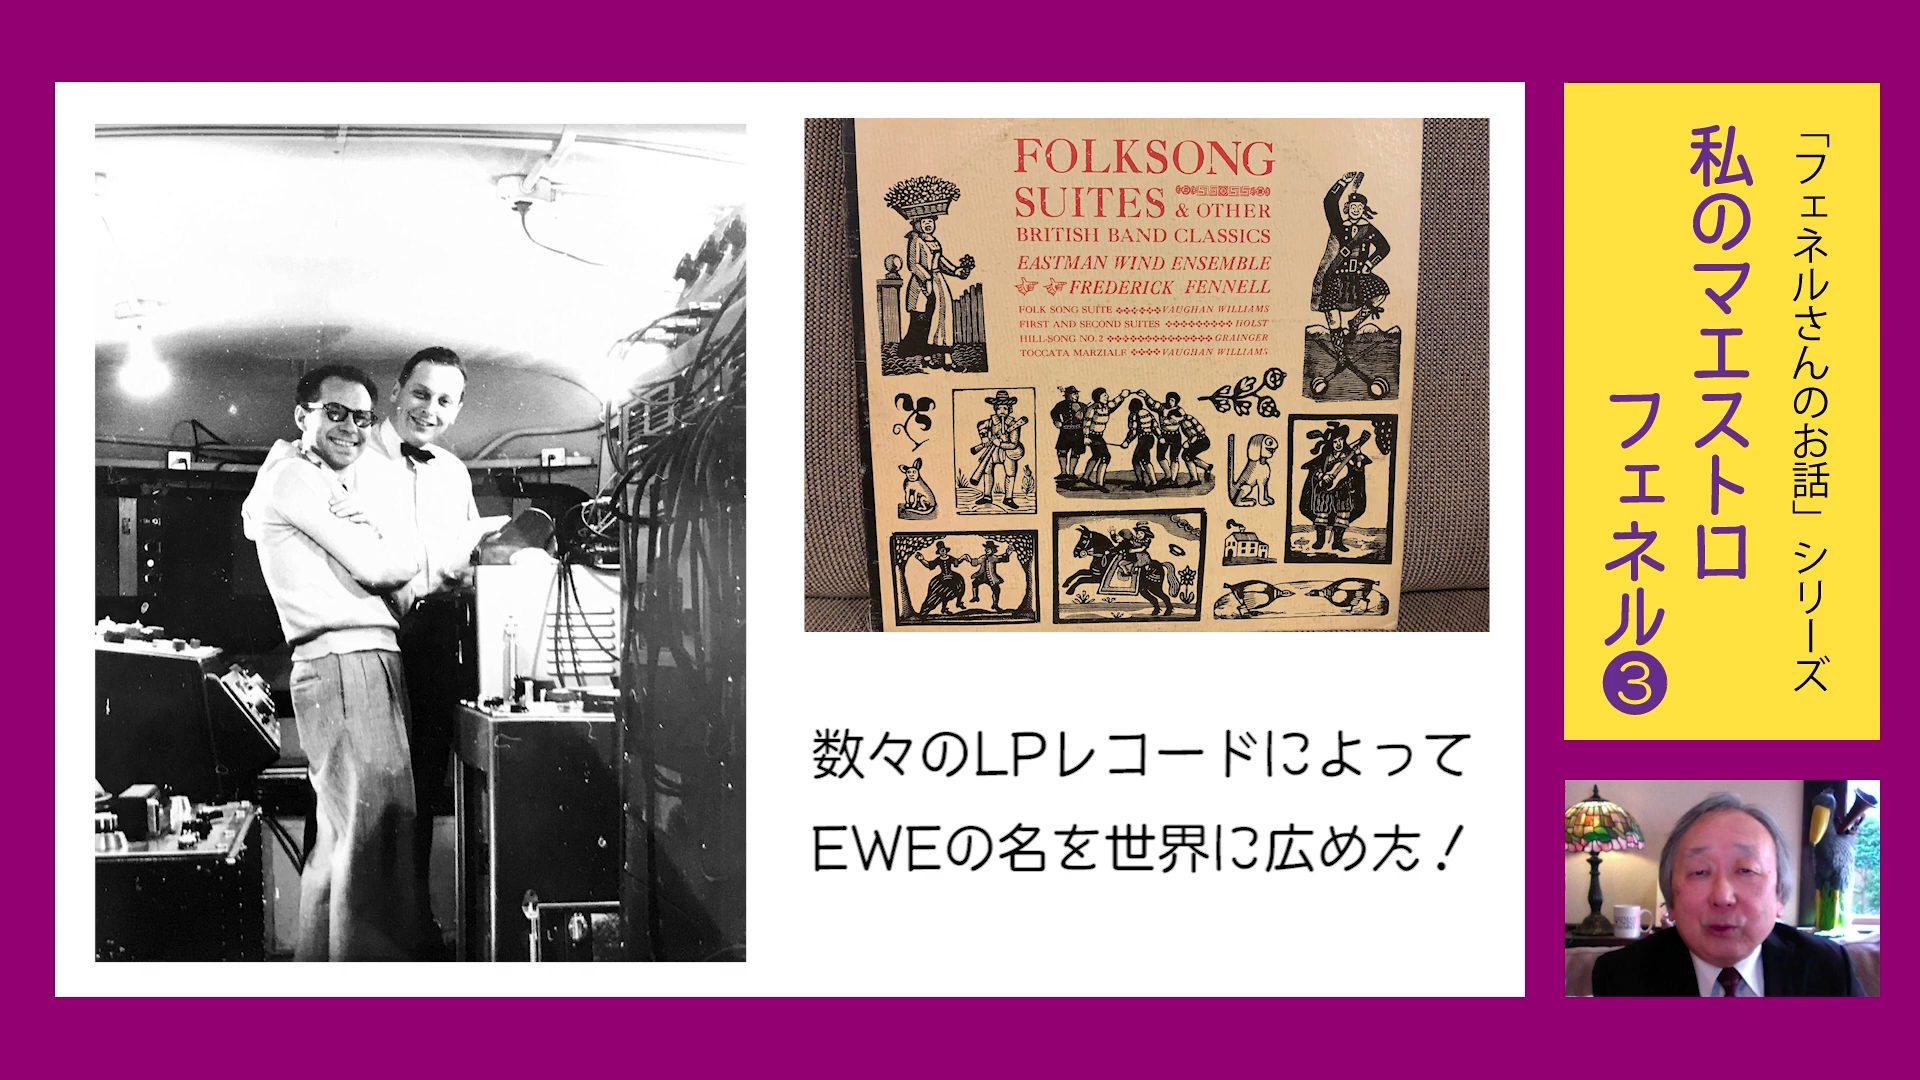 FOLKSONG
SUITES
& OTHER
BRITISH BAND CLASSICS
EASTMAN WIND ENSEMBLE
FREDERICK FENNELL
FOLK SONG SUITE VAUGHAN WILLIAMS
FIRST AND SECOND SUITES HOLST
HILL-SONG NO. 2 GRAINGER
TOCCATA MARZIALE VAUGHAN WILLIAMS
数々のLPレコードによって
EWEの名を世界に広めた！
「フェネルさんのお話」シリーズ
私のマエストロ
フェネル❸